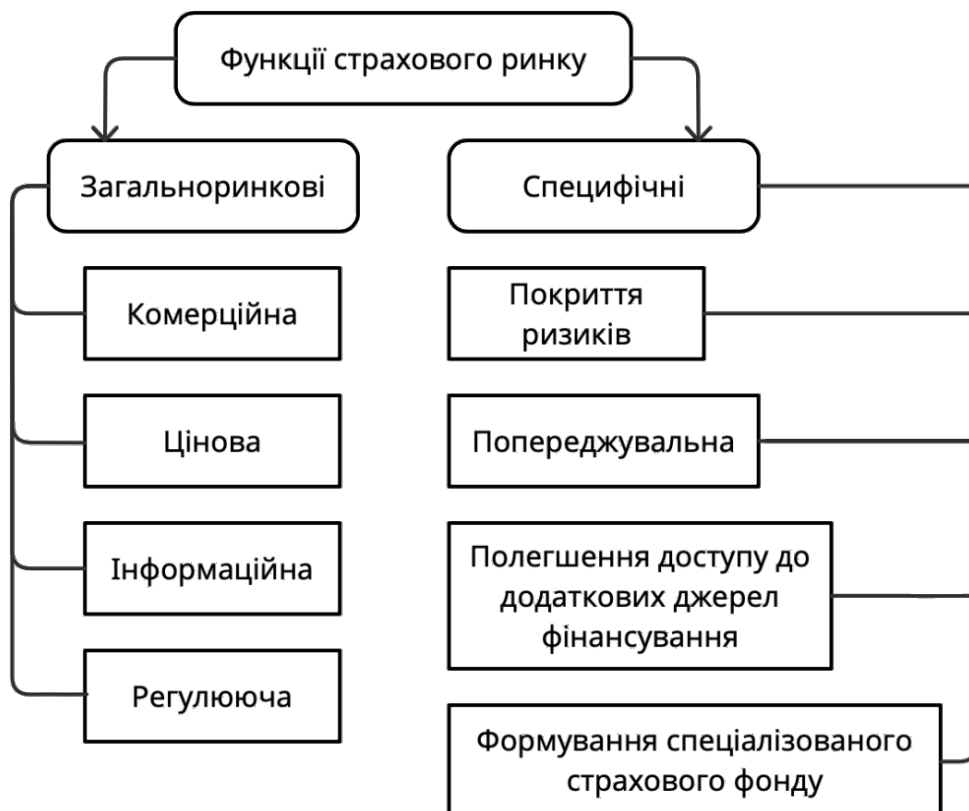 Функції страхового ринку
Загальноринкові
Специфічні
Комерційна
Покриття
ризиків
Цінова
Попереджувальна
Інформаційна
Полегшення доступу до
додаткових джерел
фінансування
Регулююча
Формування спеціалізованого
страхового фонду